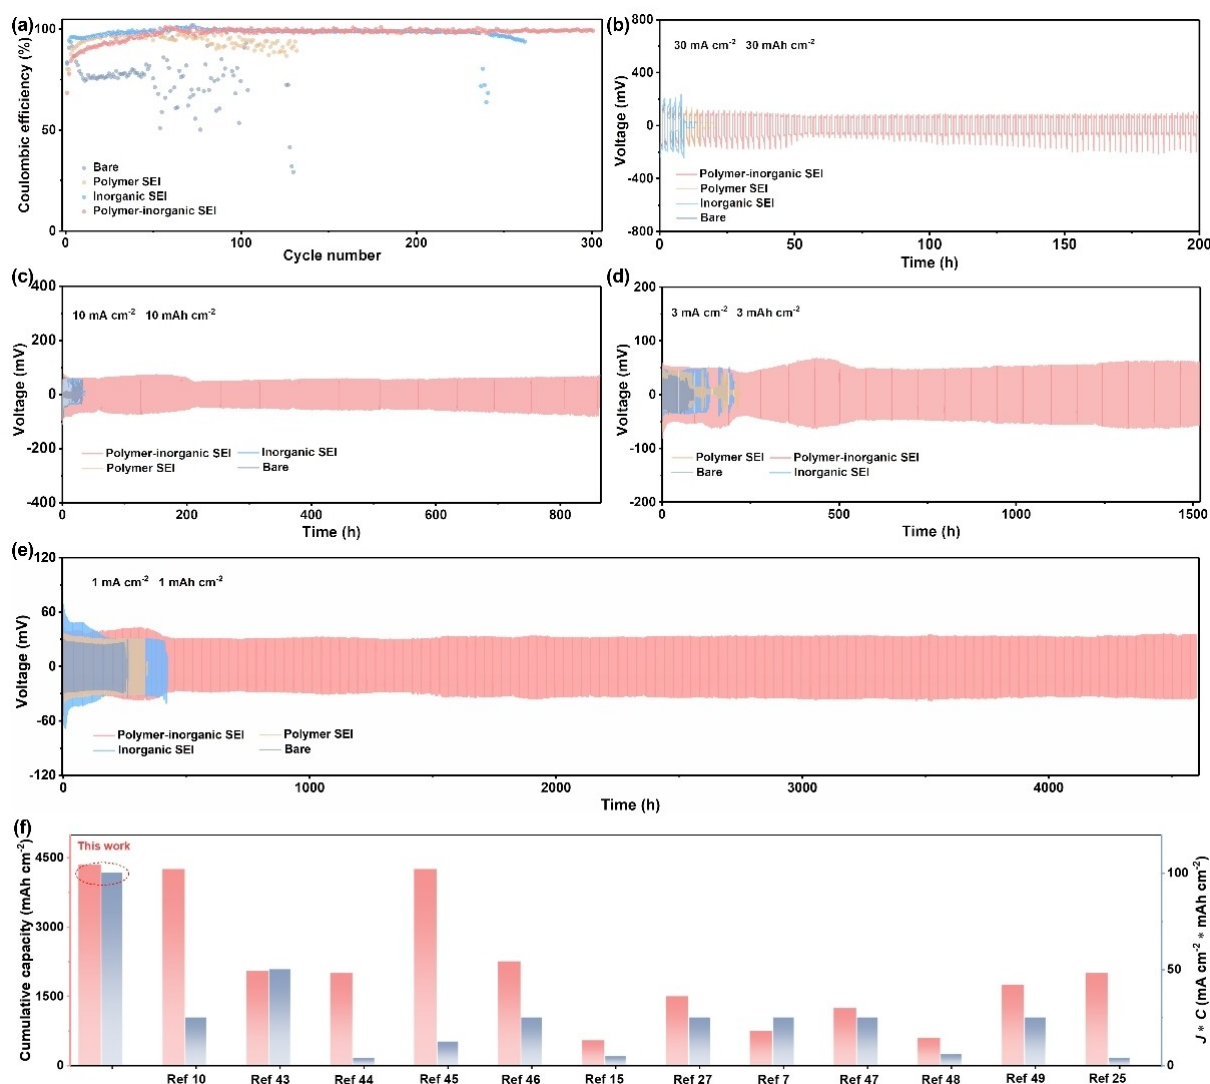 (a)
100
50
0
Coulombic efficiency (%)
Bare
Polymer SEI
Inorganic SEI
Polymer-inorganic SEI
0 100 200 300
Cycle number
(b)
800
400
0
-400
-800
Voltage (mV)
30 mA cm⁻² 30 mAh cm⁻²
Polymer-inorganic SEI
Polymer SEI
Inorganic SEI
Bare
0 50 100 150 200
Time (h)
(c)
400
200
0
-200
-400
Voltage (mV)
10 mA cm⁻² 10 mAh cm⁻²
Polymer-inorganic SEI Inorganic SEI
Polymer SEI Bare
0 200 400 600 800
Time (h)
(d)
200
100
0
-100
-200
Voltage (mV)
3 mA cm⁻² 3 mAh cm⁻²
Polymer SEI Polymer-inorganic SEI
Bare Inorganic SEI
0 500 1000 1500
Time (h)
(e)
120
60
0
-60
-120
Voltage (mV)
1 mA cm⁻² 1 mAh cm⁻²
Polymer-inorganic SEI Polymer SEI
Inorganic SEI Bare
0 1000 2000 3000 4000
Time (h)
(f)
This work
4500
3000
1500
0
Cumulative capacity (mAh cm⁻²)
100
50
0
J * C (mA cm⁻² * mAh cm⁻²)
Ref 10 Ref 43 Ref 44 Ref 45 Ref 46 Ref 15 Ref 27 Ref 7 Ref 47 Ref 48 Ref 49 Ref 25